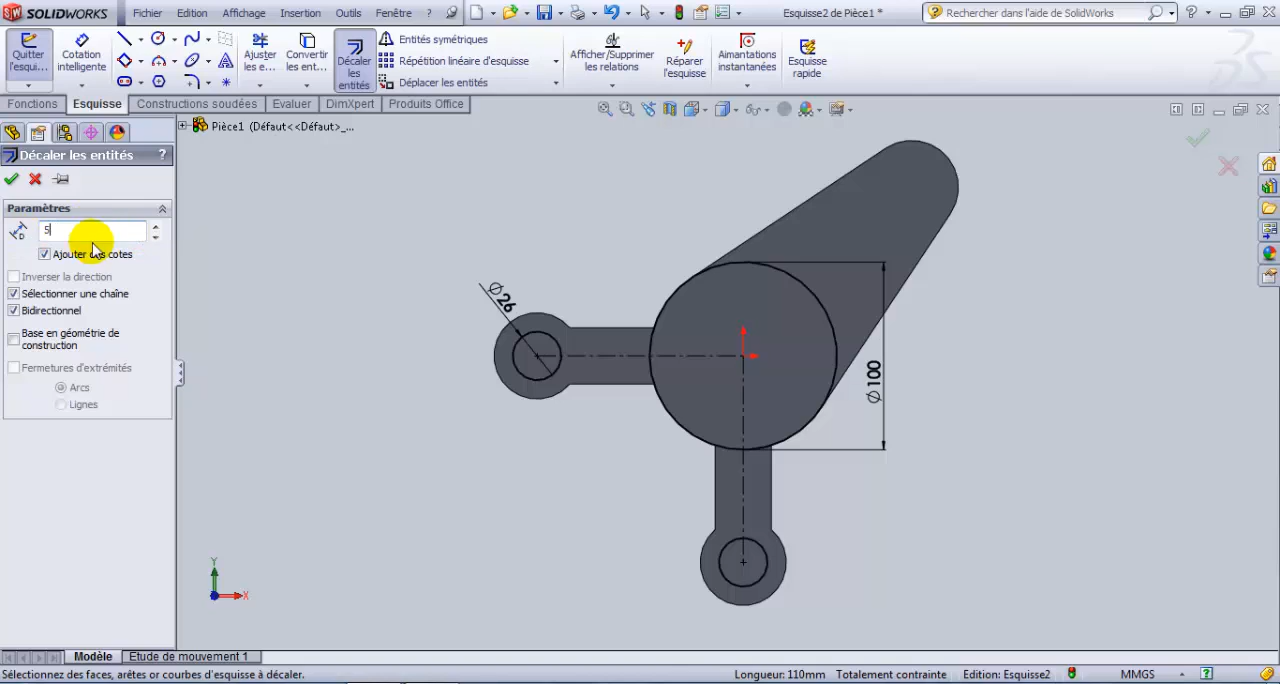 SOLIDWORKS
Fichier Edition Affichage Insertion Outils Fenêtre ?
Esquisse2 de Pièce1 *
Rechercher dans l'aide de SolidWorks
?
Quitter l'esqui...
Cotation intelligente
Ajuster les e...
Convertir les ent...
Décaler les entités
Entités symétriques
Répétition linéaire d'esquisse
Déplacer les entités
Afficher/Supprimer les relations
Réparer l'esquisse
Aimantations instantanées
Esquisse rapide
Fonctions Esquisse Constructions soudées Evaluer DimXpert Produits Office
Pièce1 (Défaut<<Défaut>_...
Décaler les entités ?
Paramètres
D
5
Ajouter des cotes
Inverser la direction
Sélectionner une chaîne
Bidirectionnel
Base en géométrie de
construction
Fermetures d'extrémités
Arcs
Lignes
Ø26
Ø100
Y
X
Modèle Etude de mouvement 1
Sélectionnez des faces, arêtes or courbes d'esquisse à décaler.
Longueur: 110mm Totalement contrainte Edition: Esquisse2 MMGS ?